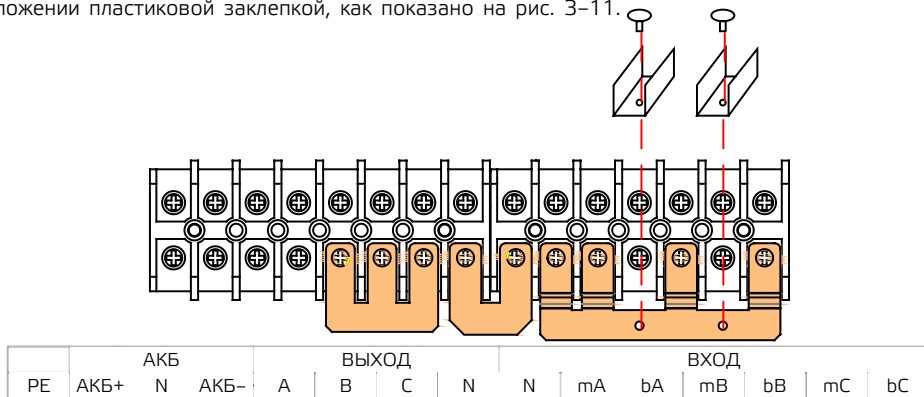 ложении пластиковой заклепкой, как показано на рис. 3-11.
АКБ ВЫХОД ВХОД
PE АКБ+ N АКБ- A B C N N mA bA mB bB mC bC